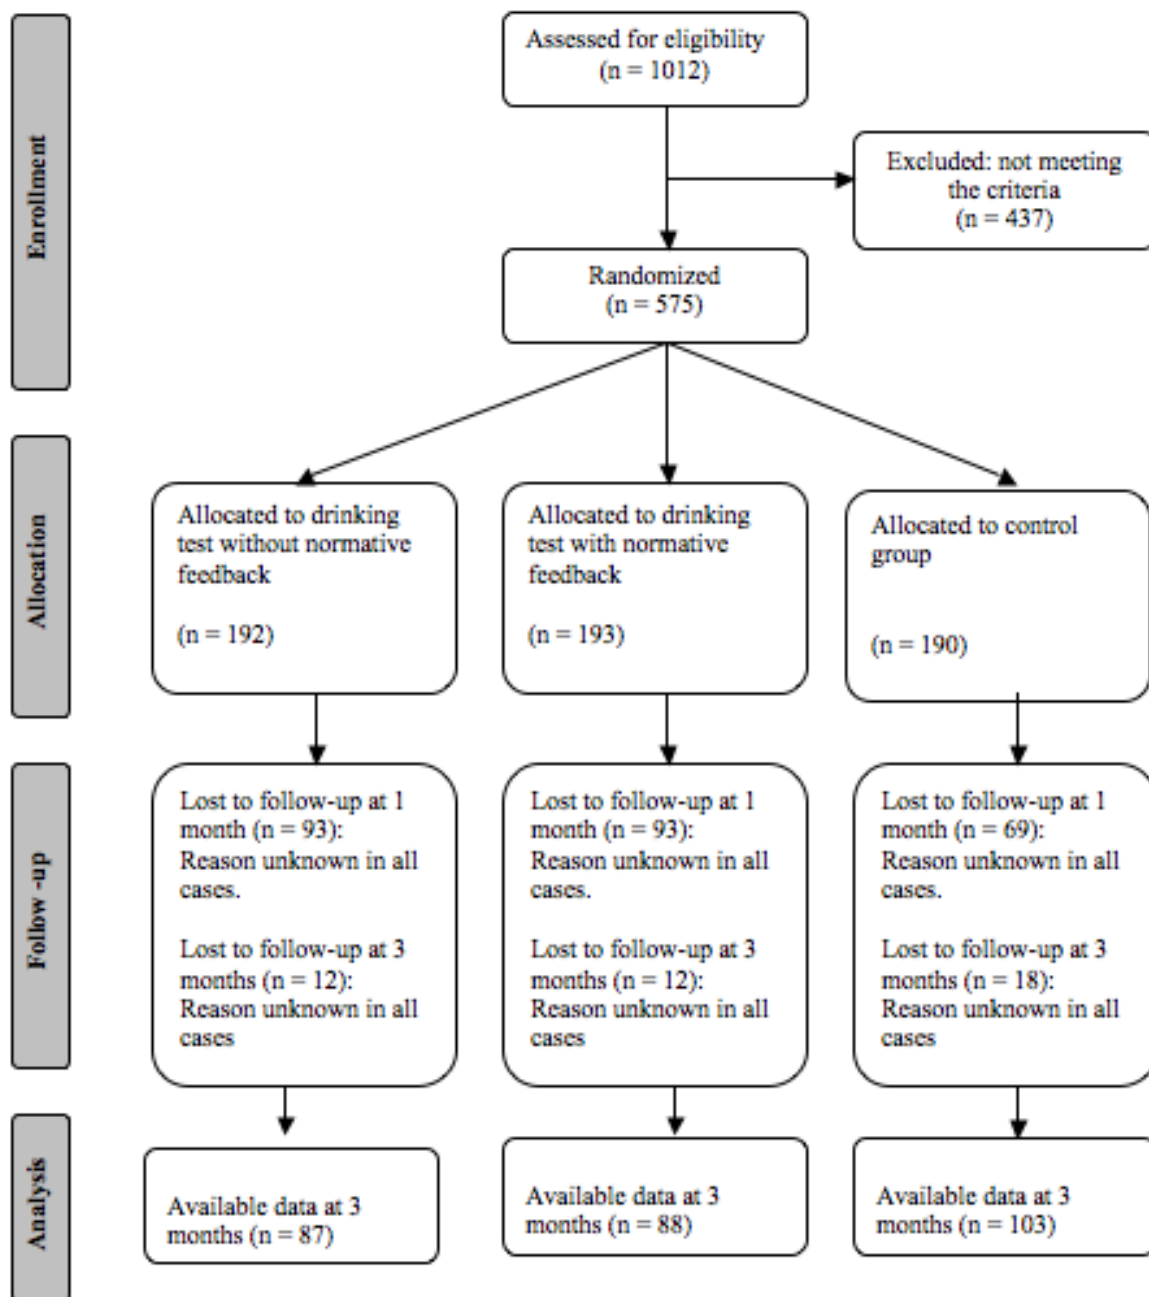 Enrollment
Assessed for eligibility
(n = 1012)
Excluded: not meeting
the criteria
(n = 437)
Randomized
(n = 575)
Allocation
Allocated to drinking
test without normative
feedback
(n = 192)
Allocated to drinking
test with normative
feedback
(n = 193)
Allocated to control
group
(n = 190)
Follow -up
Lost to follow-up at 1
month (n = 93):
Reason unknown in all
cases.
Lost to follow-up at 3
months (n = 12):
Reason unknown in all
cases
Lost to follow-up at 1
month (n = 93):
Reason unknown in all
cases.
Lost to follow-up at 3
months (n = 12):
Reason unknown in all
cases
Lost to follow-up at 1
month (n = 69):
Reason unknown in all
cases.
Lost to follow-up at 3
months (n = 18):
Reason unknown in all
cases
Analysis
Available data at 3
months (n = 87)
Available data at 3
months (n = 88)
Available data at 3
months (n = 103)